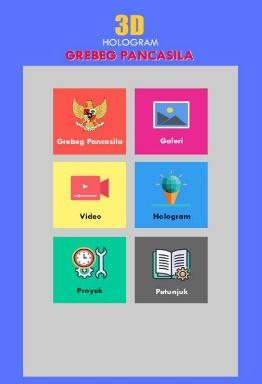 3D
HOLOGRAM
GREBEG PANCASILA
Grebeg Pancasila
Galeri
Video
Hologram
Proyek
Petunjuk